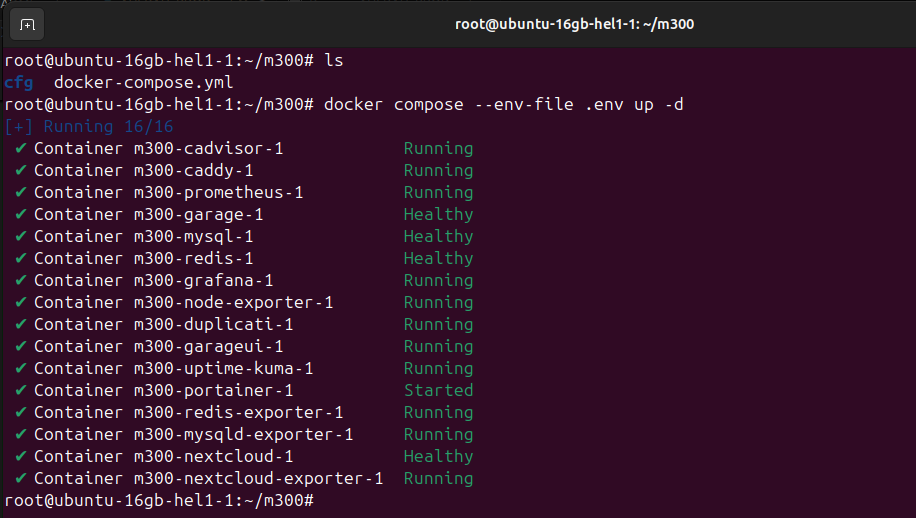 root@ubuntu-16gb-hel1-1: ~/m300
root@ubuntu-16gb-hel1-1:~/m300# ls
cfg  docker-compose.yml
root@ubuntu-16gb-hel1-1:~/m300# docker compose --env-file .env up -d
[+] Running 16/16
✔ Container m300-cadvisor-1            Running
✔ Container m300-caddy-1               Running
✔ Container m300-prometheus-1          Running
✔ Container m300-garage-1              Healthy
✔ Container m300-mysql-1               Healthy
✔ Container m300-redis-1               Healthy
✔ Container m300-grafana-1             Running
✔ Container m300-node-exporter-1       Running
✔ Container m300-duplicati-1           Running
✔ Container m300-garageui-1            Running
✔ Container m300-uptime-kuma-1         Running
✔ Container m300-portainer-1           Started
✔ Container m300-redis-exporter-1      Running
✔ Container m300-mysqld-exporter-1     Running
✔ Container m300-nextcloud-1           Healthy
✔ Container m300-nextcloud-exporter-1  Running
root@ubuntu-16gb-hel1-1:~/m300#